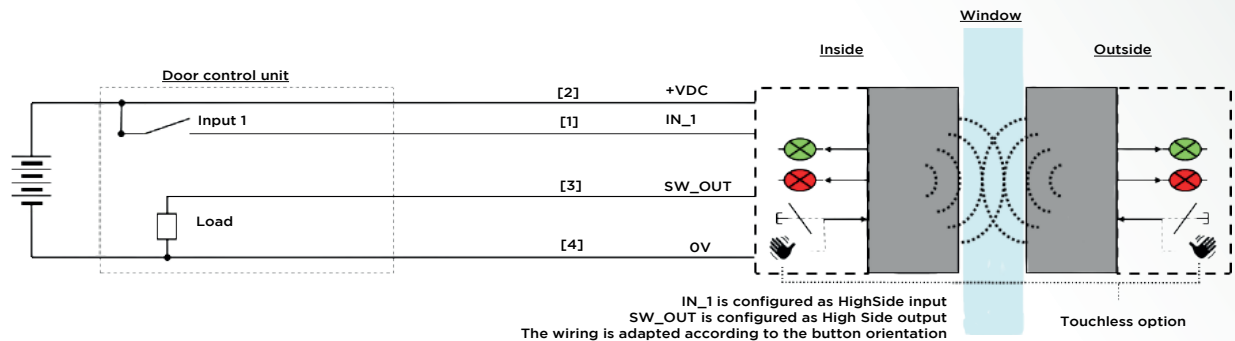 Window
Inside
Outside
Door control unit
[2] +VDC
Input 1
[1] IN_1
[3] SW_OUT
Load
[4] 0V
IN_1 is configured as HighSide input
SW_OUT is configured as High Side output
The wiring is adapted according to the button orientation
Touchless option